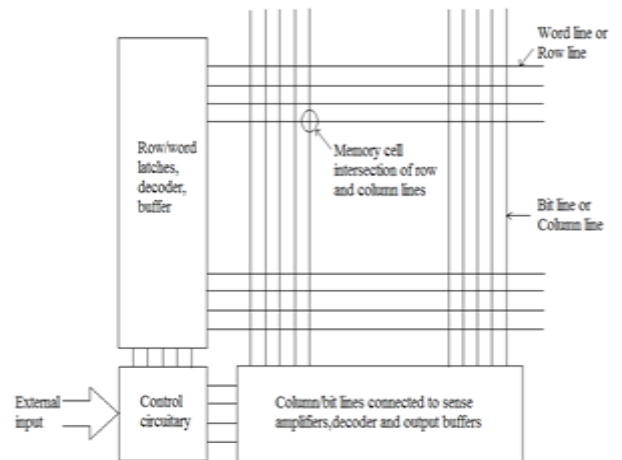 Word line or
Row line
Row/word
latches,
decoder,
buffer
Memory cell
intersection of row
and column lines
Bit line or
Column line
External
input
Control
circuitary
Column/bit lines connected to sense
amplifiers,decoder and output buffers